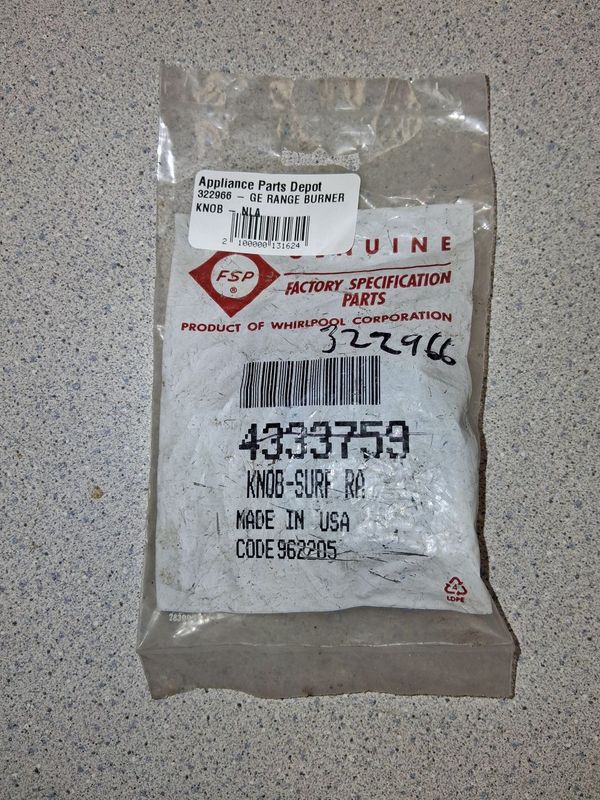 Appliance Parts Depot
322966 - GE RANGE BURNER
KNOB - NLA
2 100000 131624
GENUINE
FSP
®
FACTORY SPECIFICATION
PARTS
PRODUCT OF WHIRLPOOL CORPORATION
322966
4333759
KNOB-SURF RA
MADE IN USA
CODE 962205
4
LDPE